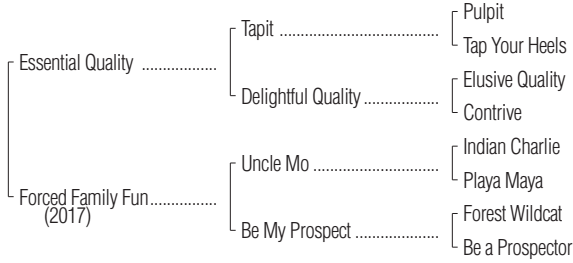 Pulpit
Tapit ..................................
Tap Your Heels
Essential Quality ................
Elusive Quality
Delightful Quality................
Contrive
Indian Charlie
Uncle Mo ...........................
Playa Maya
Forced Family Fun..............
(2017)
Forest Wildcat
Be My Prospect ..................
Be a Prospector